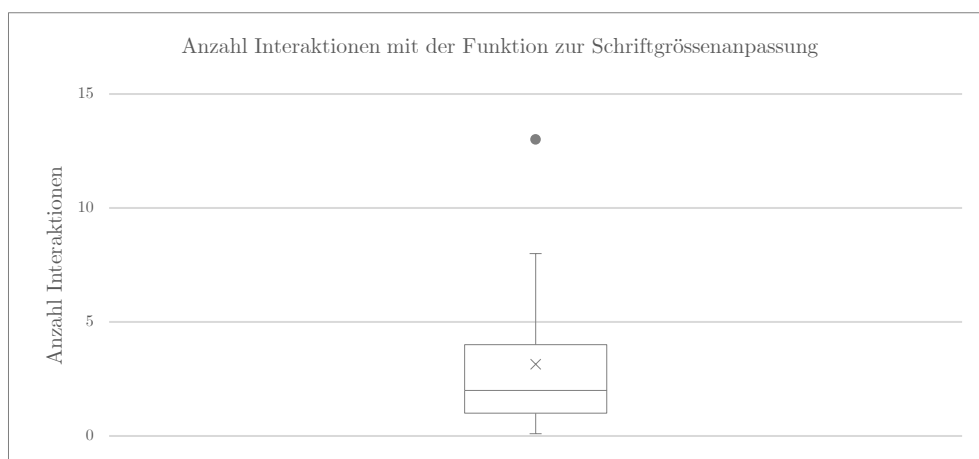 Anzahl Interaktionen mit der Funktion zur Schriftgrössenanpassung
15
10
5
0
Anzahl Interaktionen